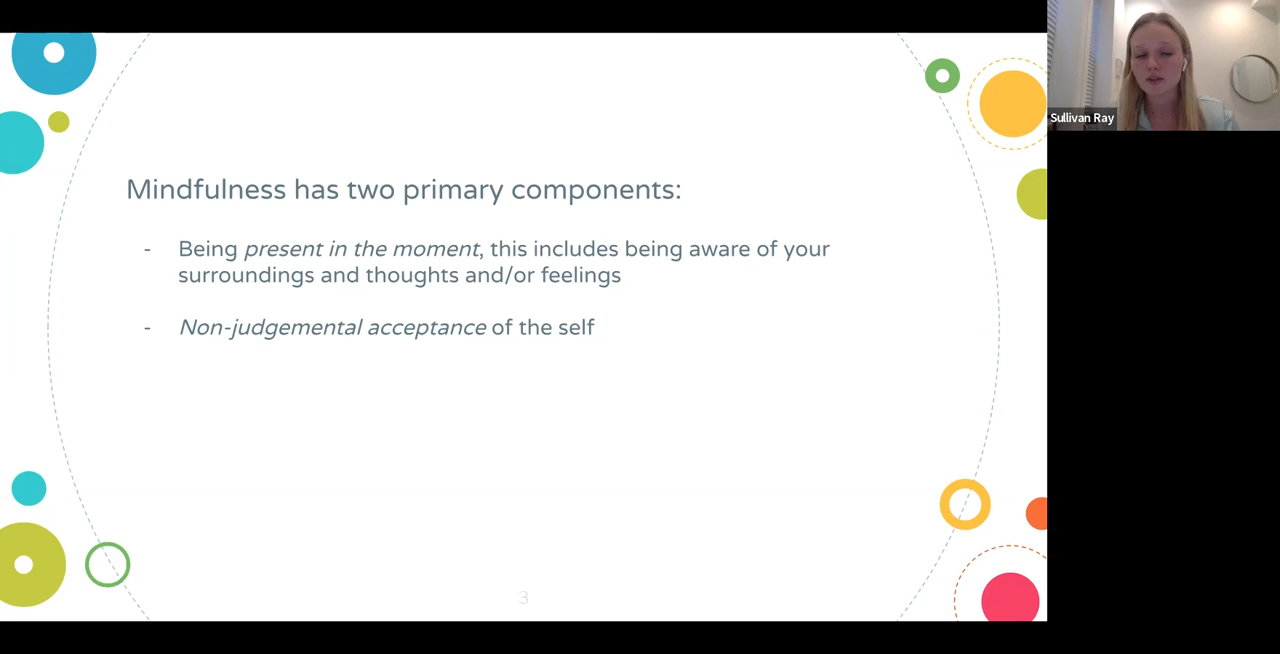 Mindfulness has two primary components:
- Being present in the moment, this includes being aware of your
surroundings and thoughts and/or feelings
- Non-judgemental acceptance of the self
3
Sullivan Ray